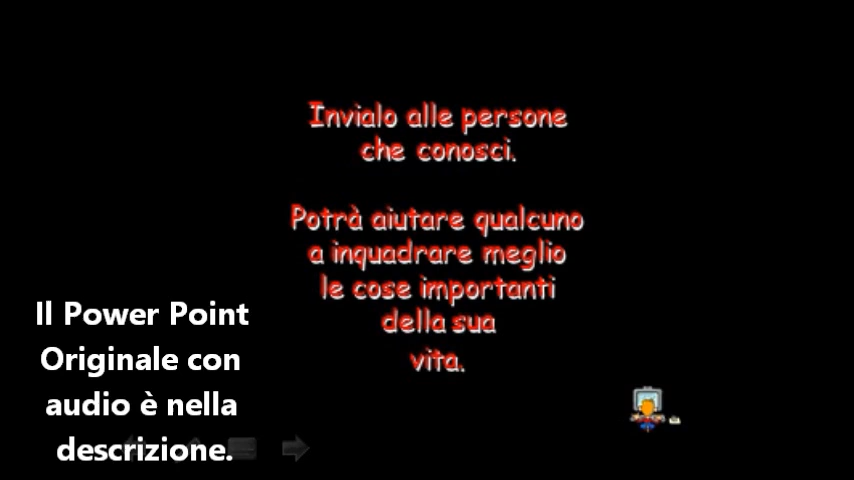 Invialo alle persone
che conosci.
Potrà aiutare qualcuno
a inquadrare meglio
le cose importanti
della sua
vita.
Il Power Point
Originale con
audio è nella
descrizione.